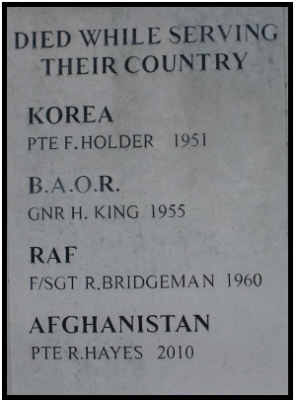 DIED WHILE SERVING
THEIR COUNTRY
KOREA
PTE F.HOLDER 1951
B.A.O.R.
GNR H. KING 1955
RAF
F/SGT R.BRIDGEMAN 1960
AFGHANISTAN
PTE R.HAYES 2010